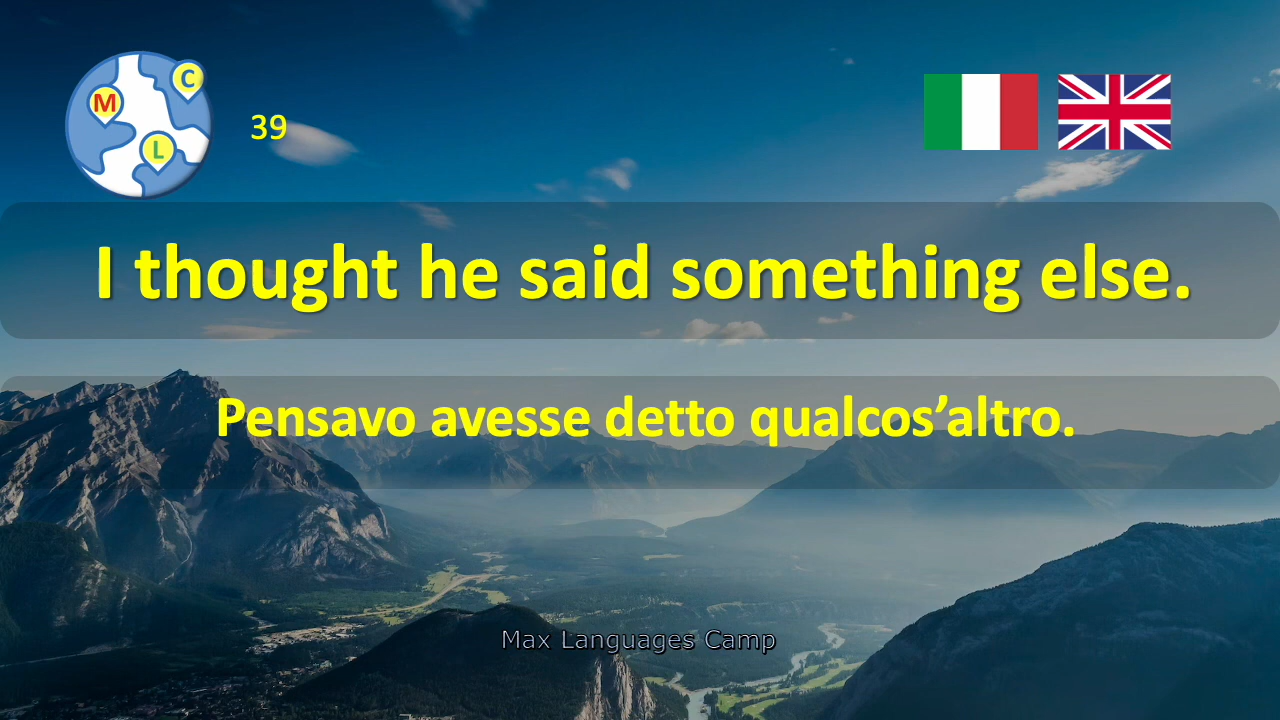 M
C
L
39
I thought he said something else.
Pensavo avesse detto qualcos’altro.
Max Languages Camp